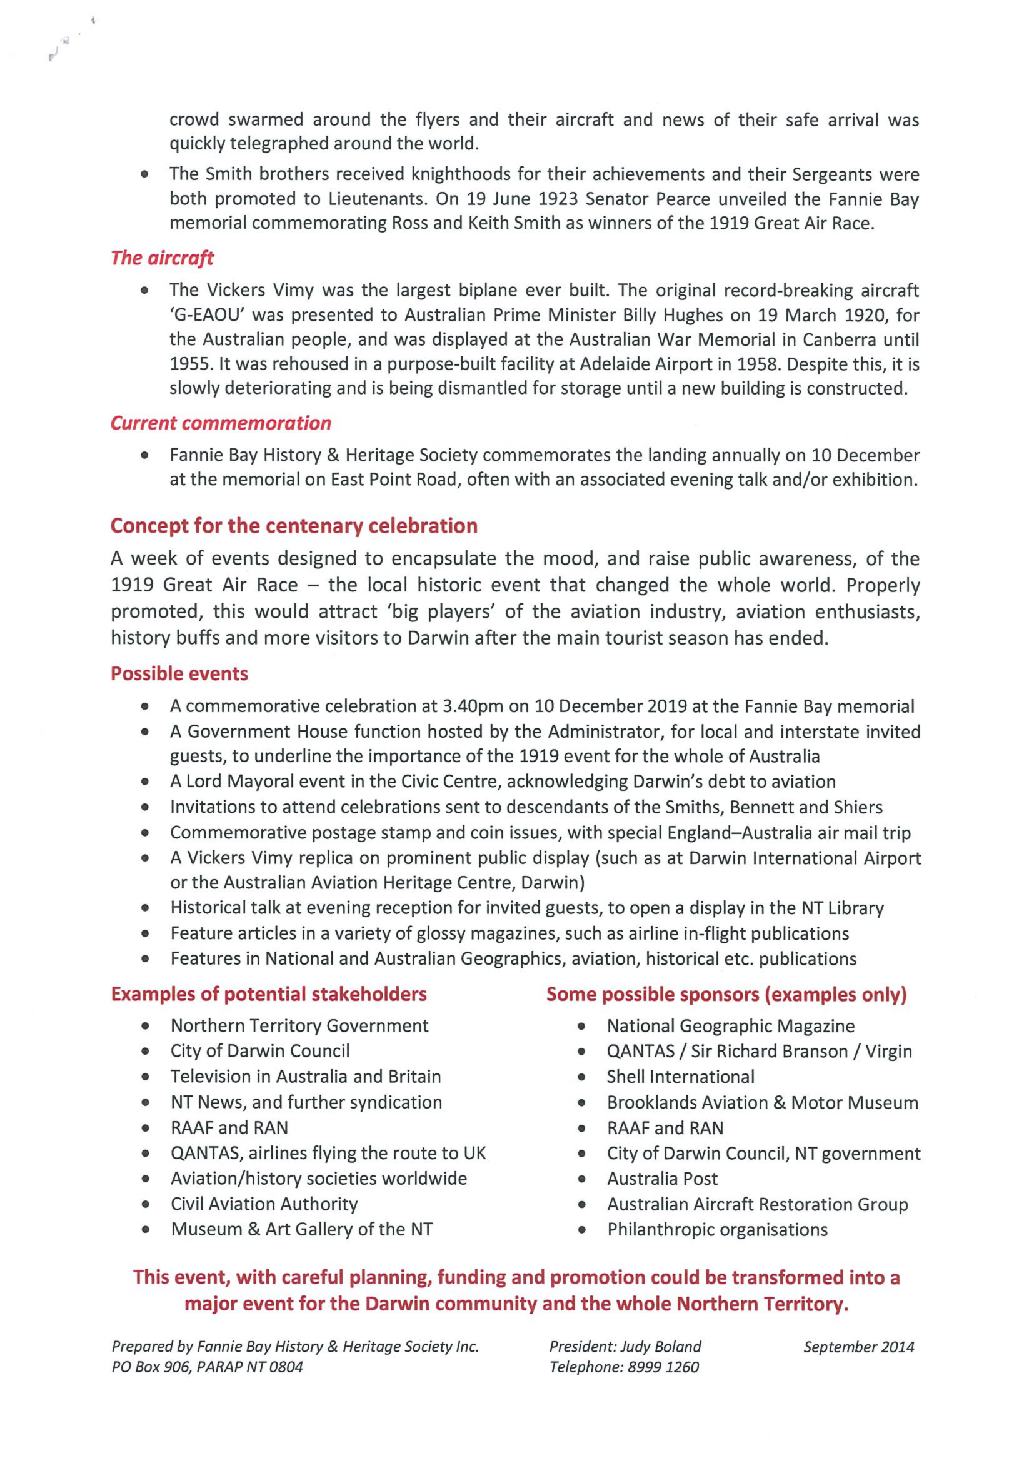 crowd swarmed around the flyers and their aircraft and news of their safe arrival was
quickly telegraphed around the world.
• The Smith brothers received knighthoods for their achievements and their Sergeants were
both promoted to Lieutenants. On 19 June 1923 Senator Pearce unveiled the Fannie Bay
memorial commemorating Ross and Keith Smith as winners of the 1919 Great Air Race.
The aircraft
• The Vickers Vimy was the largest biplane ever built. The original record-breaking aircraft
‘G-EAOU’ was presented to Australian Prime Minister Billy Hughes on 19 March 1920, for
the Australian people, and was displayed at the Australian War Memorial in Canberra until
1955. It was rehoused in a purpose-built facility at Adelaide Airport in 1958. Despite this, it is
slowly deteriorating and is being dismantled for storage until a new building is constructed.
Current commemoration
• Fannie Bay History & Heritage Society commemorates the landing annually on 10 December
at the memorial on East Point Road, often with an associated evening talk and/or exhibition.
Concept for the centenary celebration
A week of events designed to encapsulate the mood, and raise public awareness, of the
1919 Great Air Race – the local historic event that changed the whole world. Properly
promoted, this would attract ‘big players’ of the aviation industry, aviation enthusiasts,
history buffs and more visitors to Darwin after the main tourist season has ended.
Possible events
• A commemorative celebration at 3.40pm on 10 December 2019 at the Fannie Bay memorial
• A Government House function hosted by the Administrator, for local and interstate invited
guests, to underline the importance of the 1919 event for the whole of Australia
• A Lord Mayoral event in the Civic Centre, acknowledging Darwin’s debt to aviation
• Invitations to attend celebrations sent to descendants of the Smiths, Bennett and Shiers
• Commemorative postage stamp and coin issues, with special England–Australia air mail trip
• A Vickers Vimy replica on prominent public display (such as at Darwin International Airport
or the Australian Aviation Heritage Centre, Darwin)
• Historical talk at evening reception for invited guests, to open a display in the NT Library
• Feature articles in a variety of glossy magazines, such as airline in-flight publications
• Features in National and Australian Geographics, aviation, historical etc. publications
Examples of potential stakeholders
• Northern Territory Government
• City of Darwin Council
• Television in Australia and Britain
• NT News, and further syndication
• RAAF and RAN
• QANTAS, airlines flying the route to UK
• Aviation/history societies worldwide
• Civil Aviation Authority
• Museum & Art Gallery of the NT
Some possible sponsors (examples only)
• National Geographic Magazine
• QANTAS / Sir Richard Branson / Virgin
• Shell International
• Brooklands Aviation & Motor Museum
• RAAF and RAN
• City of Darwin Council, NT government
• Australia Post
• Australian Aircraft Restoration Group
• Philanthropic organisations
This event, with careful planning, funding and promotion could be transformed into a
major event for the Darwin community and the whole Northern Territory.
Prepared by Fannie Bay History & Heritage Society Inc. President: Judy Boland September 2014
PO Box 906, PARAP NT 0804 Telephone: 8999 1260